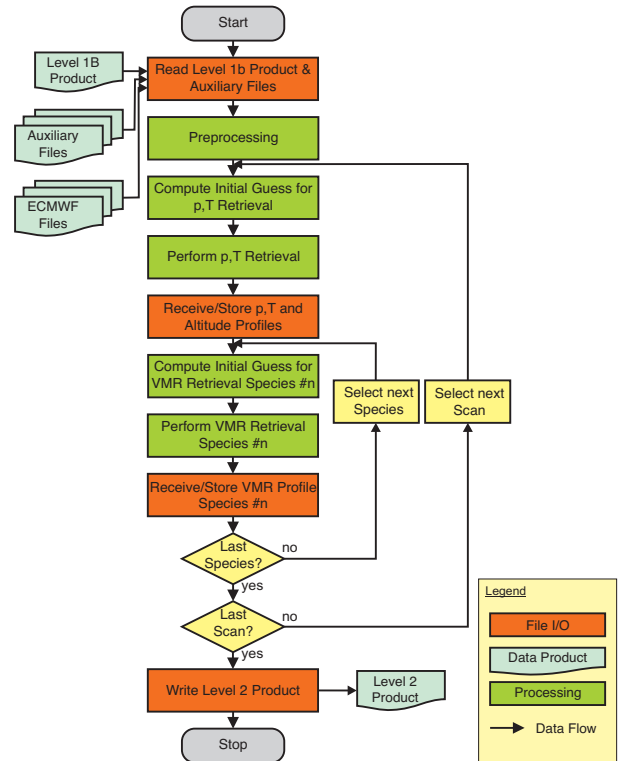 Start
Level 1B
Product
Read Level 1b Product &
Auxiliary Files
Auxiliary
Files
Preprocessing
ECMWF
Files
Compute Initial Guess for
p,T Retrieval
Perform p,T Retrieval
Receive/Store p,T and
Altitude Profiles
Compute Initial Guess for
VMR Retrieval Species #n
Select next
Species
Select next
Scan
Perform VMR Retrieval
Species #n
Receive/Store VMR Profile
Species #n
Last
Species?
no
yes
Last
Scan?
no
yes
Write Level 2 Product
Level 2
Product
Stop
Legend
File I/O
Data Product
Processing
Data Flow